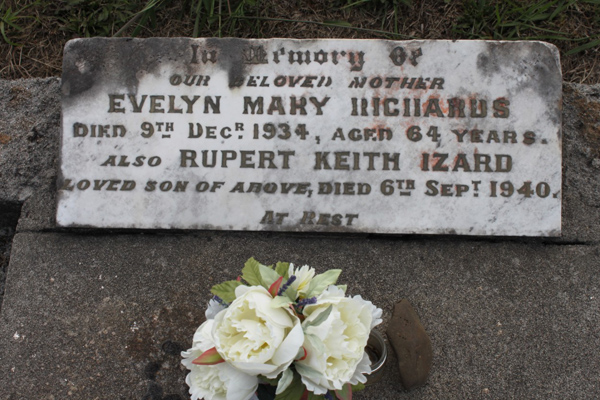 In Memory Of
OUR BELOVED MOTHER
EVELYN MARY RICHARDS
DIED 9TH DECR 1934, AGED 64 YEARS.
ALSO RUPERT KEITH IZARD
LOVED SON OF ABOVE, DIED 6TH SEPT. 1940.
AT REST